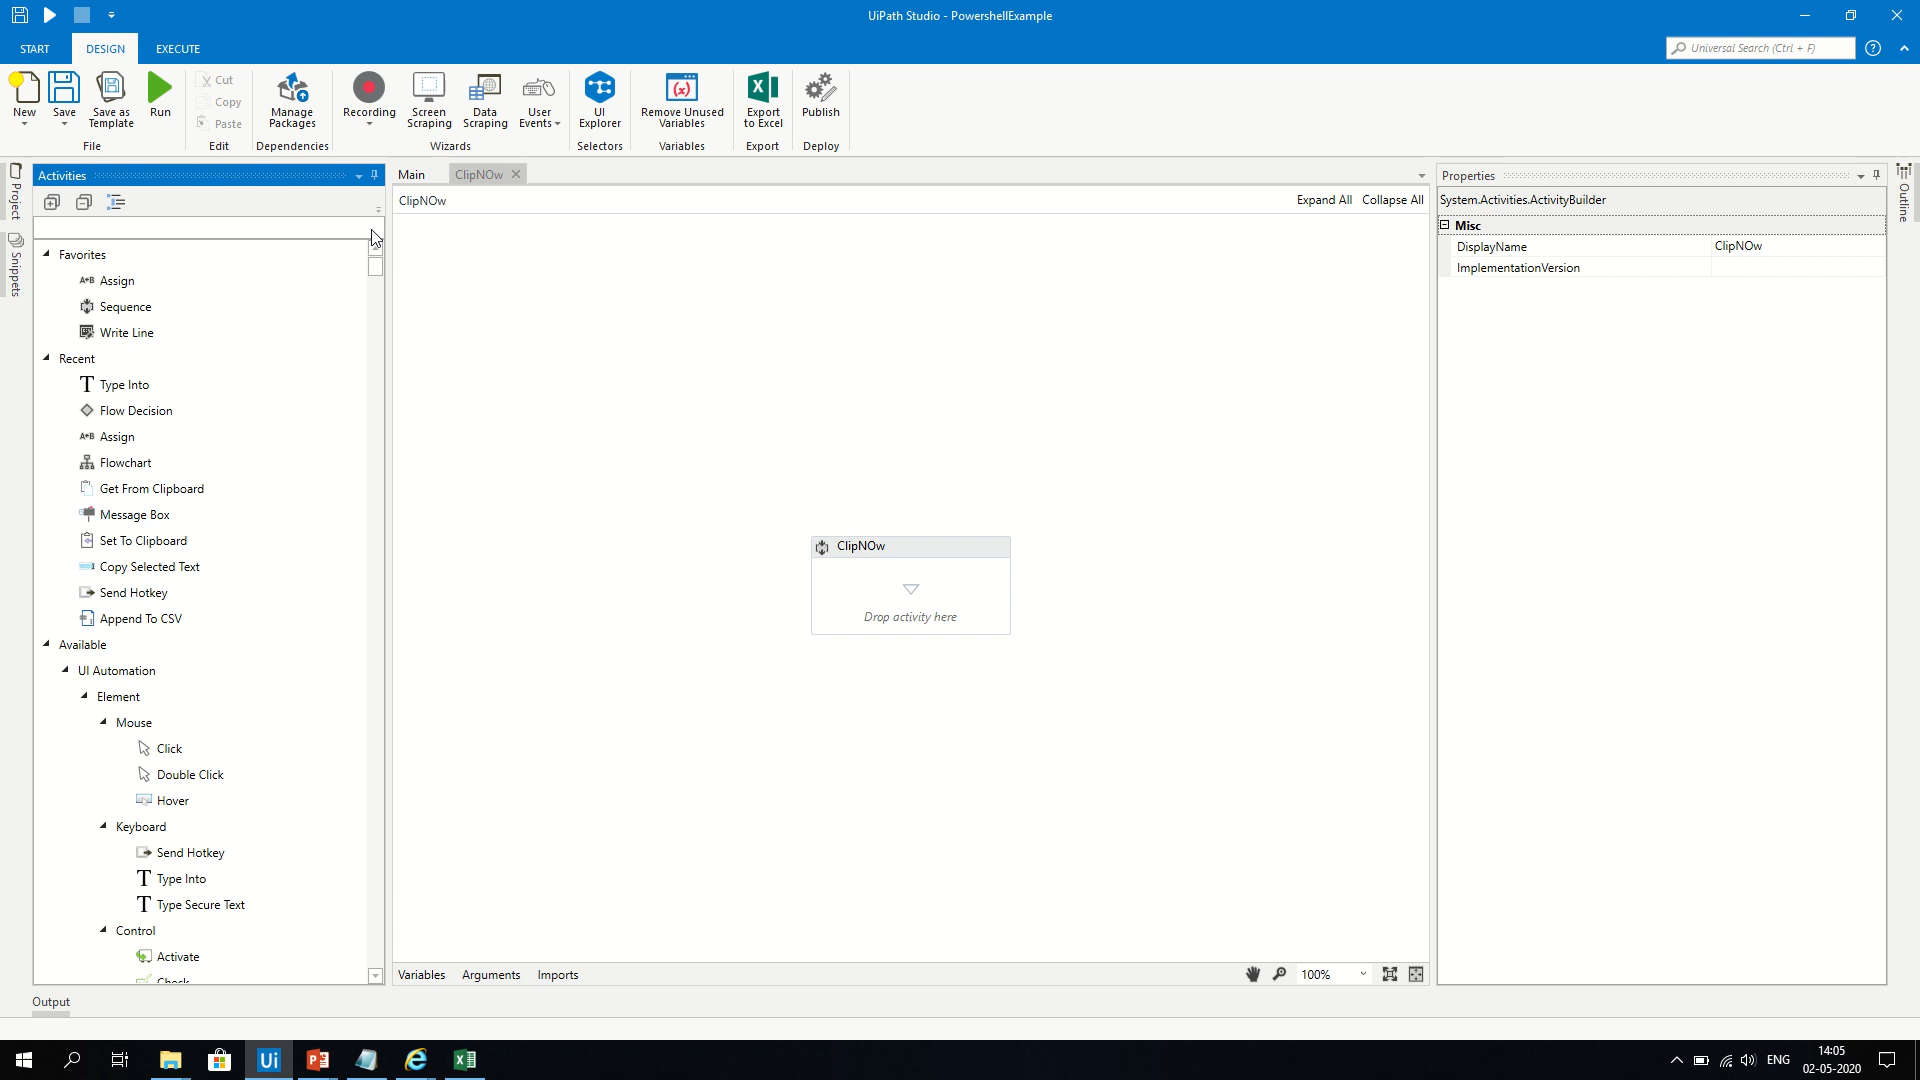 UiPath Studio - PowershellExample
START
DESIGN
EXECUTE
Universal Search (Ctrl + F)
New
Save
Save as Template
Run
Cut
Copy
Paste
Manage Packages
Recording
Screen Scraping
Data Scraping
User Events
UI Explorer
Remove Unused Variables
Export to Excel
Publish
File
Edit
Dependencies
Wizards
Selectors
Variables
Export
Deploy
Project
Snippets
Activities
Favorites
A+B Assign
Sequence
Write Line
Recent
Type Into
Flow Decision
A+B Assign
Flowchart
Get From Clipboard
Message Box
Set To Clipboard
Copy Selected Text
Send Hotkey
Append To CSV
Available
UI Automation
Element
Mouse
Click
Double Click
Hover
Keyboard
Send Hotkey
Type Into
Type Secure Text
Control
Activate
Check
Main
ClipNOw
ClipNOw
Expand All
Collapse All
ClipNOw
Drop activity here
Variables
Arguments
Imports
100%
Properties
System.Activities.ActivityBuilder
Misc
DisplayName
ClipNOw
ImplementationVersion
Outline
Output
Ui
ENG
14:05
02-05-2020